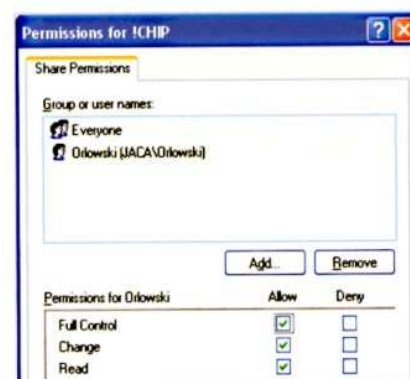 Permissions for !CHIP
Share Permissions
Group or user names:
Everyone
Orlowski (JACA\Orlowski)
Add... Remove
Permissions for Orlowski Allow Deny
Full Control
Change
Read